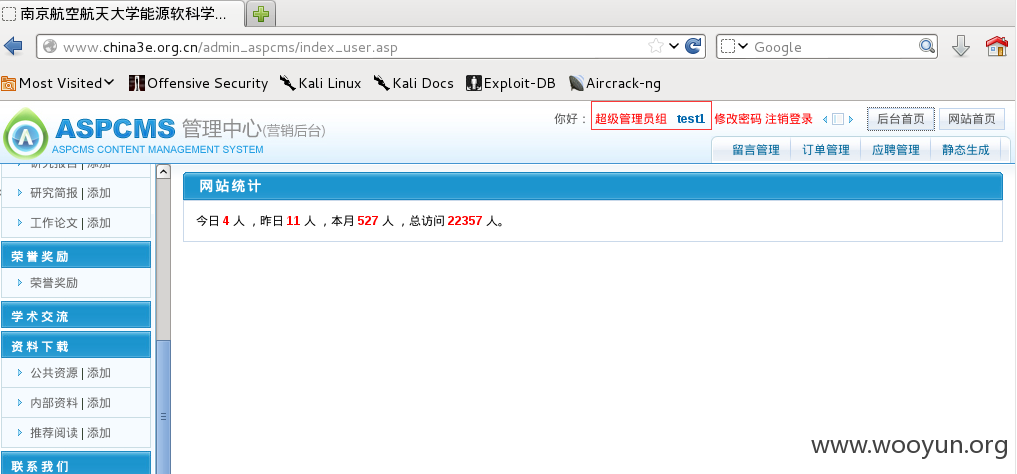 南京航空航天大学能源软科学...
www.china3e.org.cn/admin_aspcms/index_user.asp
Google
Most Visited
Offensive Security
Kali Linux
Kali Docs
Exploit-DB
Aircrack-ng
ASPCMS 管理中心(营销后台)
ASPCMS CONTENT MANAGEMENT SYSTEM
你好： 超级管理员组 test1 修改密码 注销登录
后台首页
网站首页
留言管理
订单管理
应聘管理
静态生成
研究报告 | 添加
研究简报 | 添加
工作论文 | 添加
荣誉奖励
荣誉奖励
学术交流
资料下载
公共资源 | 添加
内部资料 | 添加
推荐阅读 | 添加
联系我们
网站统计
今日 4 人 ，昨日 11 人 ，本月 527 人 ，总访问 22357 人。
www.wooyun.org